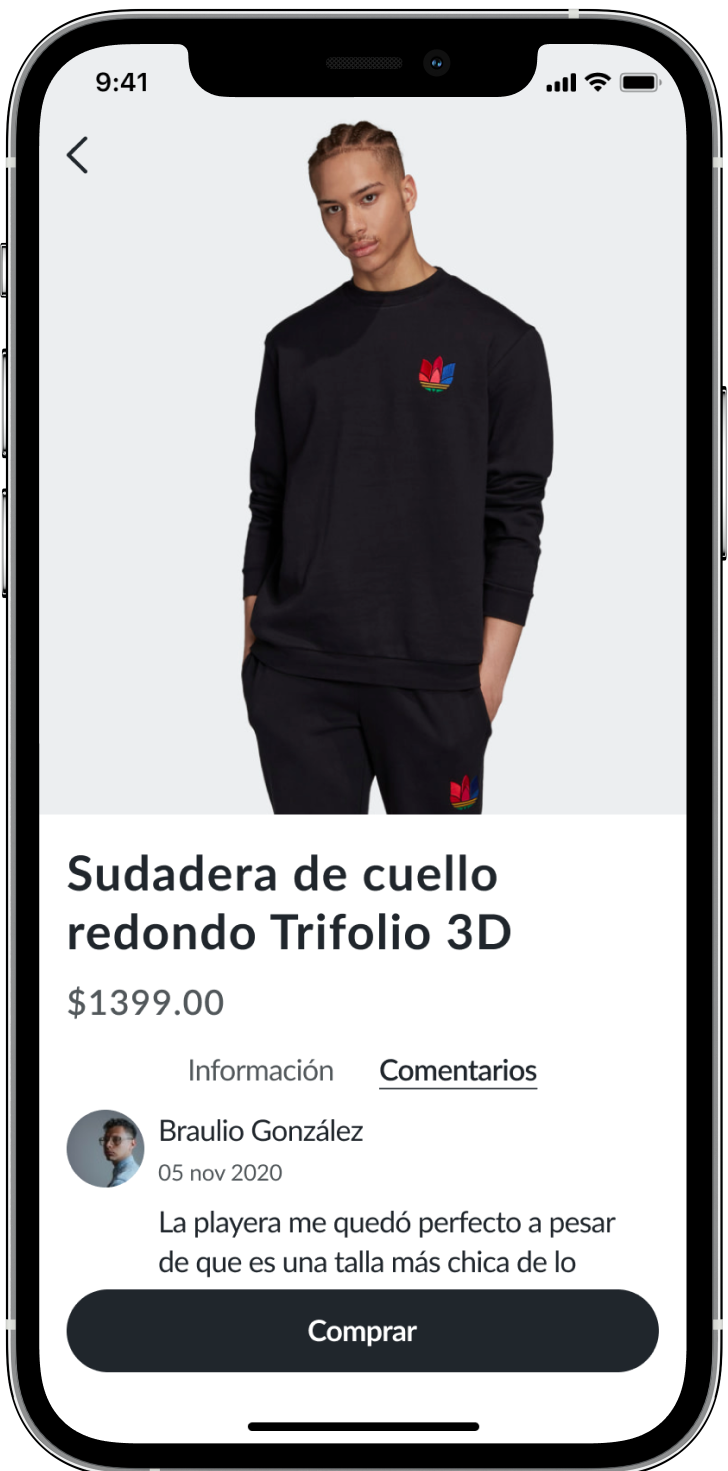 9:41
Sudadera de cuello
redondo Trifolio 3D
$1399.00
Información Comentarios
Braulio González
05 nov 2020
La playera me quedó perfecto a pesar
de que es una talla más chica de lo
Comprar